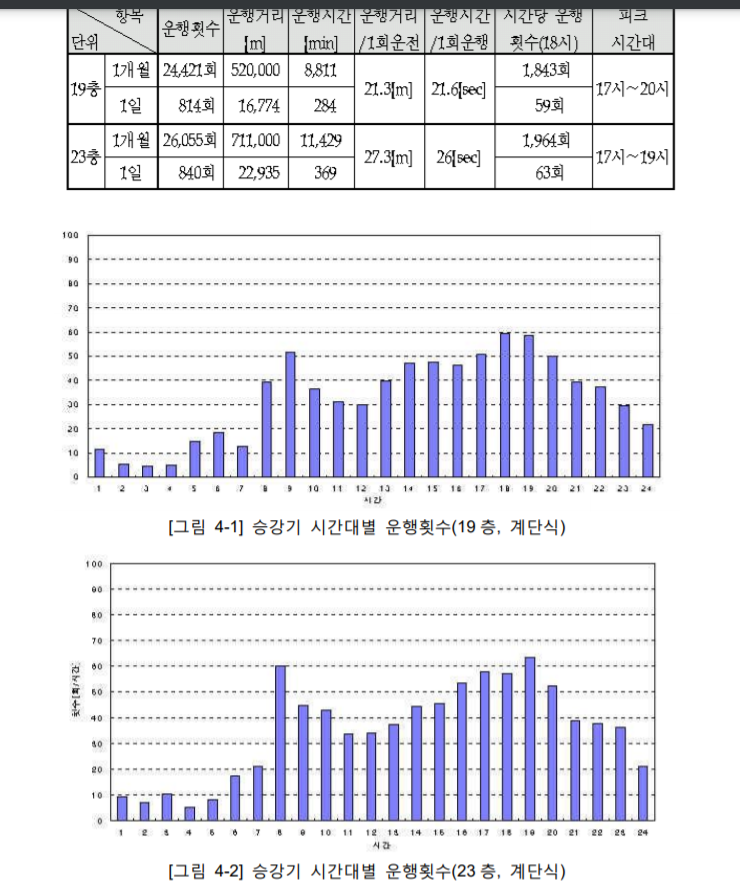 항목 운행횟수 운행거리 운행시간 운행거리 운행시간 시간당 운행 피크
단위 [m] [min] /1회운전 /1회운행 횟수(18시) 시간대
19층 1개월 24,421회 520,000 8,811 21.3[m] 21.6[sec] 1,843회 17시~20시
1일 814회 16,774 284 59회
23층 1개월 26,055회 711,000 11,429 27.3[m] 26[sec] 1,964회 17시~19시
1일 840회 22,935 369 63회
100
90
80
70
60
50
40
30
20
10
0
1 2 3 4 5 6 7 8 9 10 11 12 13 14 15 16 17 18 19 20 21 22 23 24
시간
[그림 4-1] 승강기 시간대별 운행횟수(19 층, 계단식)
100
90
80
70
60
50
40
30
20
10
0
횟수[회/시간]
1 2 3 4 5 6 7 8 9 10 11 12 13 14 15 16 17 18 19 20 21 22 23 24
시간
[그림 4-2] 승강기 시간대별 운행횟수(23 층, 계단식)